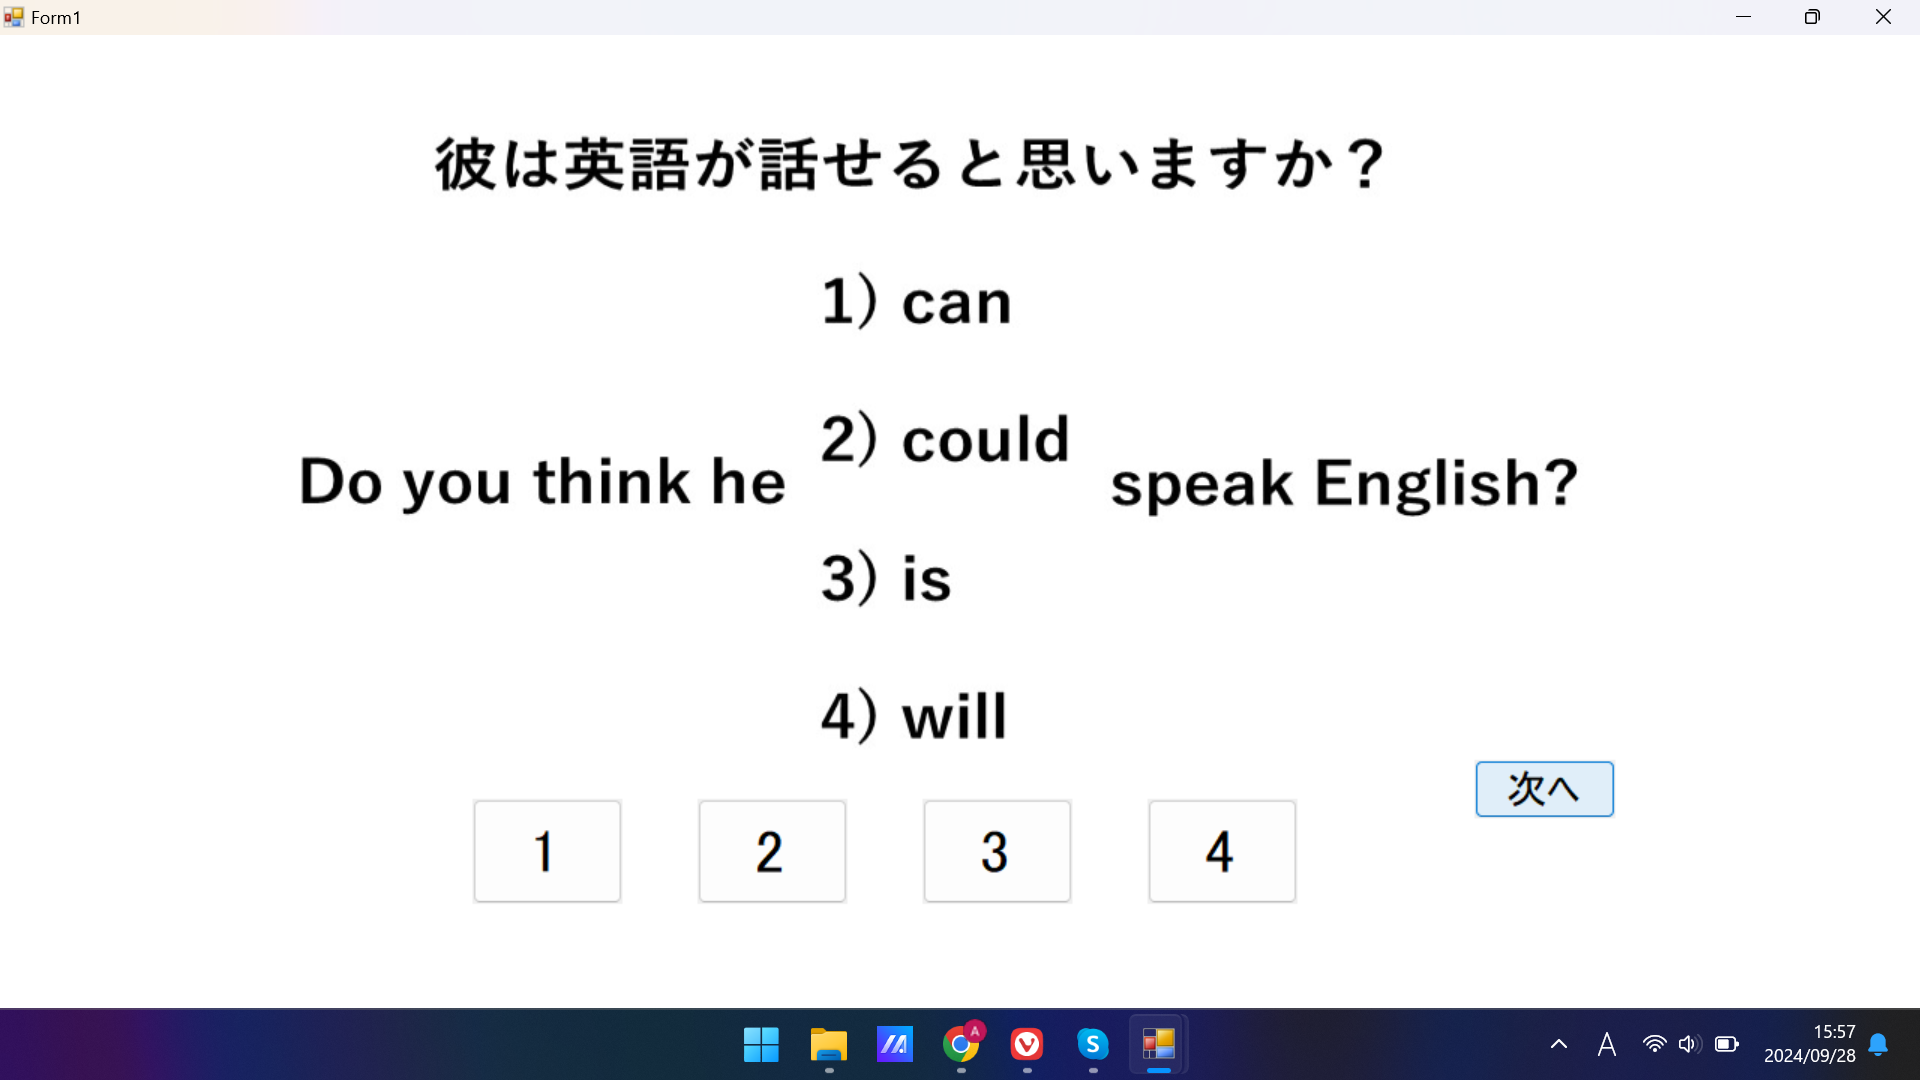 Form1
彼は英語が話せると思いますか？
1) can
2) could
Do you think he
speak English?
3) is
4) will
次へ
1
2
3
4
A
S
A
15:57
2024/09/28